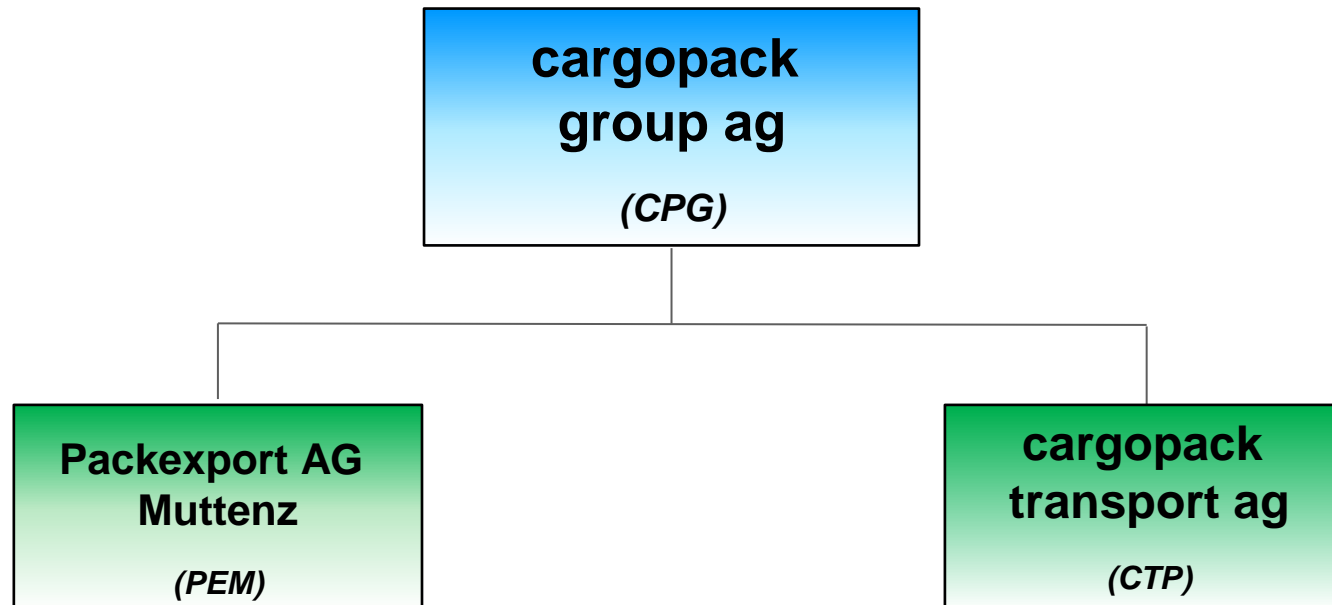 cargopack
group ag
(CPG)
Packexport AG
Muttenz
(PEM)
cargopack
transport ag
(CTP)